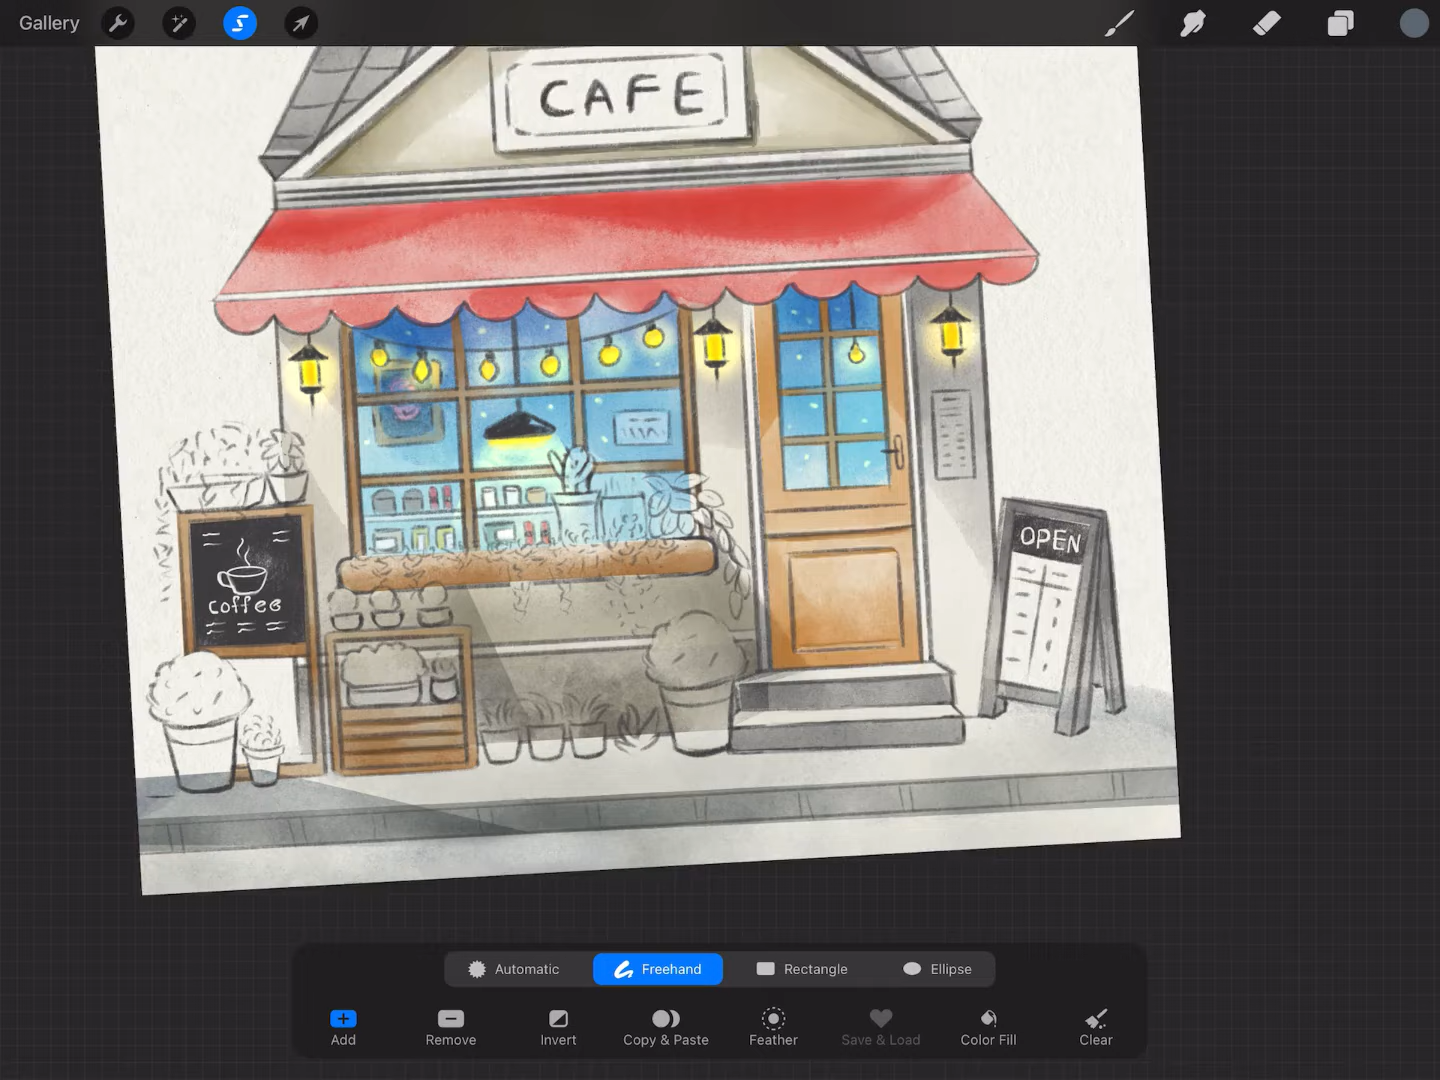 Gallery
CAFE
coffee
OPEN
Automatic
Freehand
Rectangle
Ellipse
Add
Remove
Invert
Copy & Paste
Feather
Save & Load
Color Fill
Clear